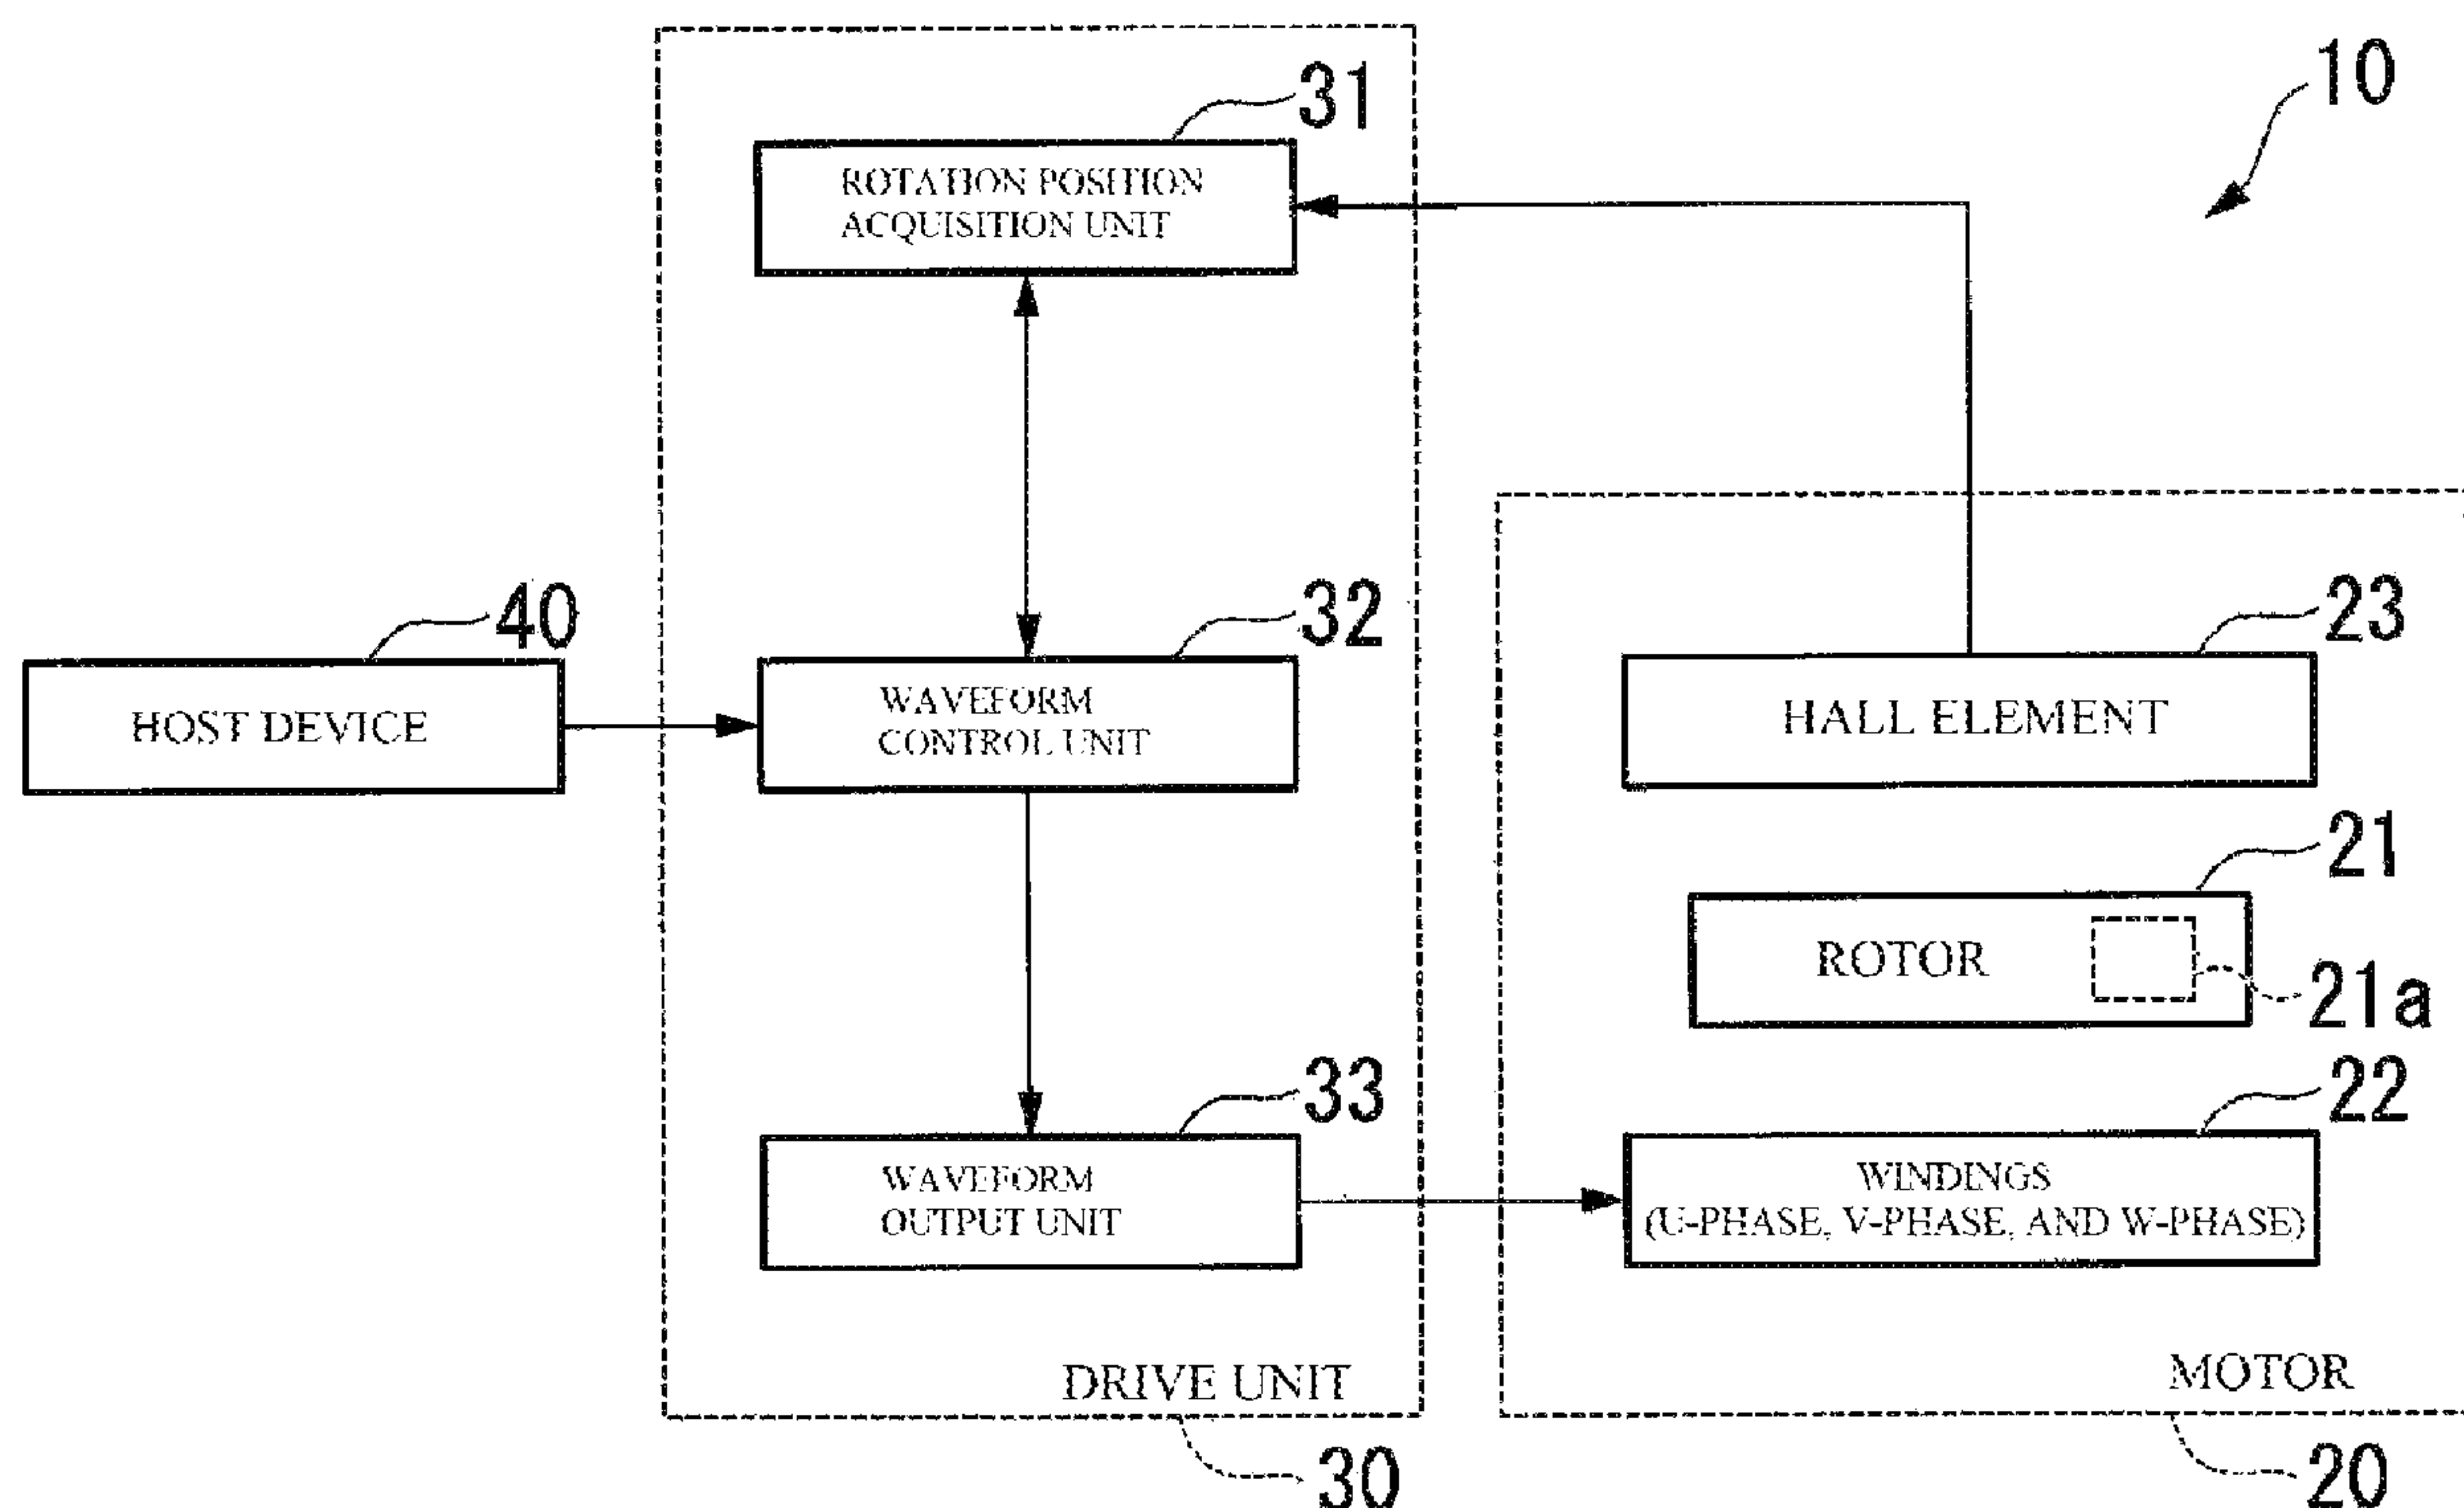 10
31
ROTATION POSITION
ACQUISITION UNIT
40
32
23
HOST DEVICE
WAVEFORM
CONTROL UNIT
HALL ELEMENT
21
ROTOR
21a
33
22
WAVEFORM
OUTPUT UNIT
WINDINGS
(U-PHASE, V-PHASE, AND W-PHASE)
DRIVE UNIT
MOTOR
30
20